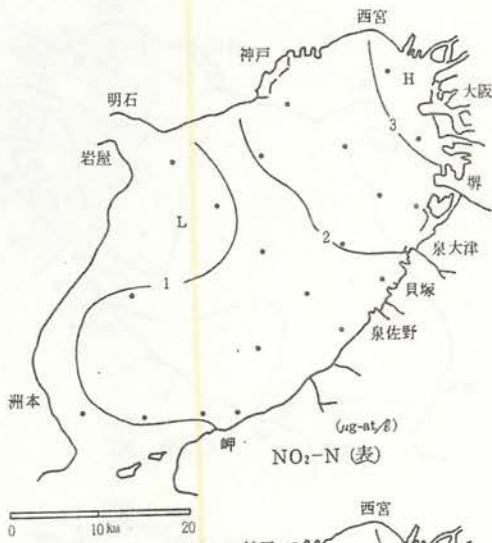 西宮
神戸
H
大阪
明石
3
岩屋
堺
L
2
泉大津
1
貝塚
泉佐野
洲本
(μg-at/ℓ)
岬
NO₂-N (表)
0 10 km 20
西宮